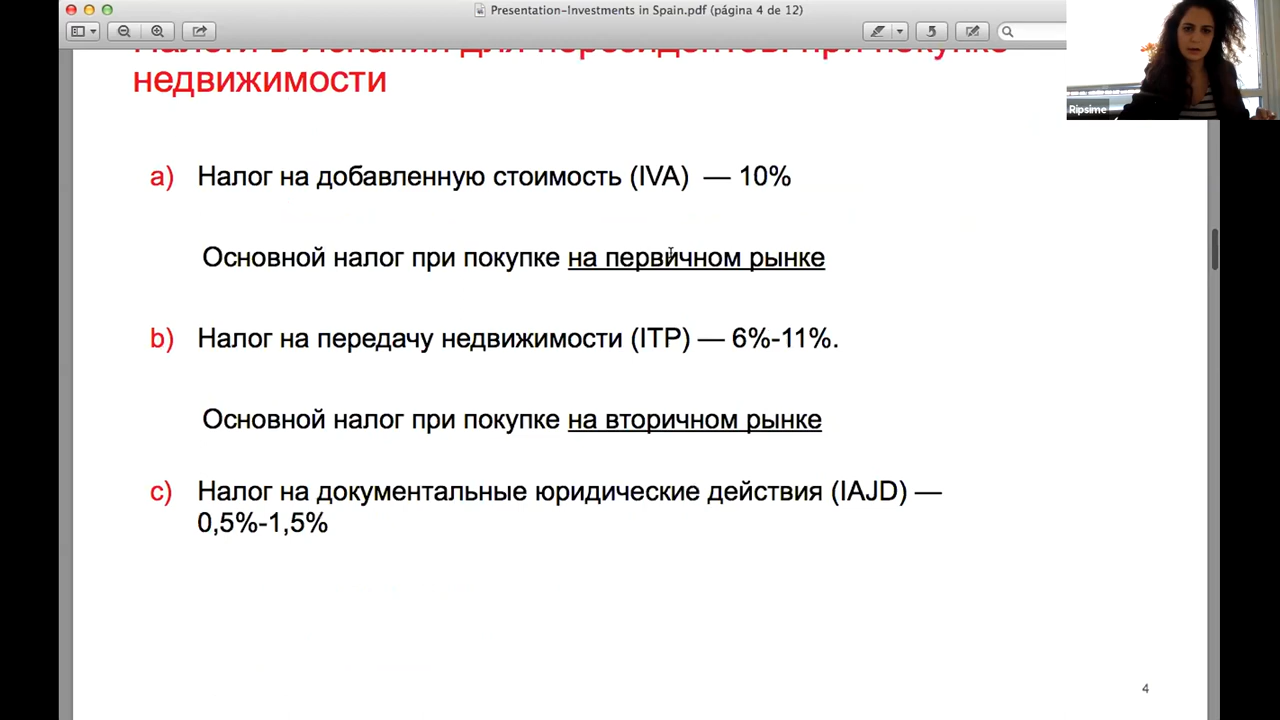 Presentation-Investments in Spain.pdf (página 4 de 12)
недвижимости
Ripsime
a) Налог на добавленную стоимость (IVA) — 10%
Основной налог при покупке на первичном рынке
b) Налог на передачу недвижимости (ITP) — 6%-11%.
Основной налог при покупке на вторичном рынке
c) Налог на документальные юридические действия (IAJD) —
0,5%-1,5%
4